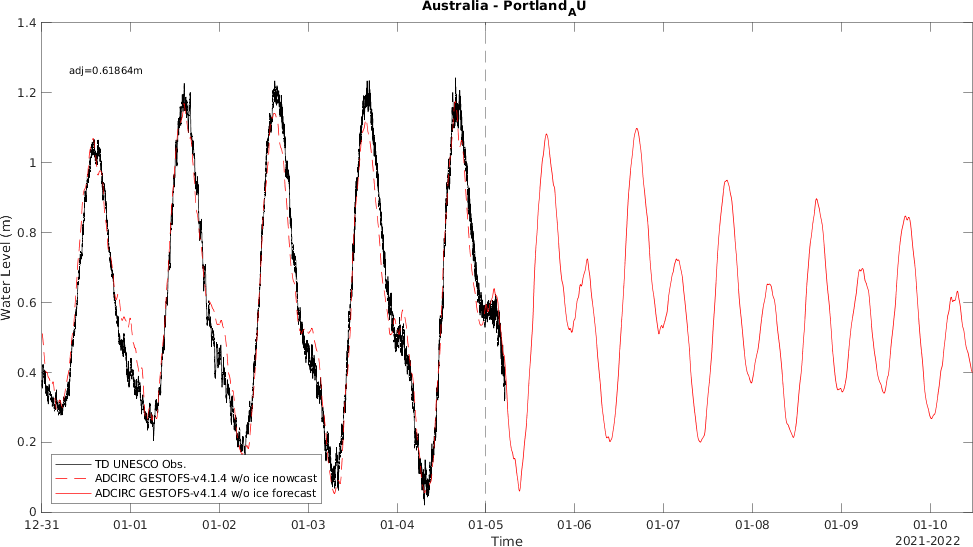 Australia - Portland_AU
adj=0.61864m
1.4
1.2
1
0.8
0.6
0.4
0.2
0
Water Level (m)
TD UNESCO Obs.
ADCIRC GESTOFS-v4.1.4 w/o ice nowcast
ADCIRC GESTOFS-v4.1.4 w/o ice forecast
12-31 01-01 01-02 01-03 01-04 01-05 01-06 01-07 01-08 01-09 01-10
Time
2021-2022